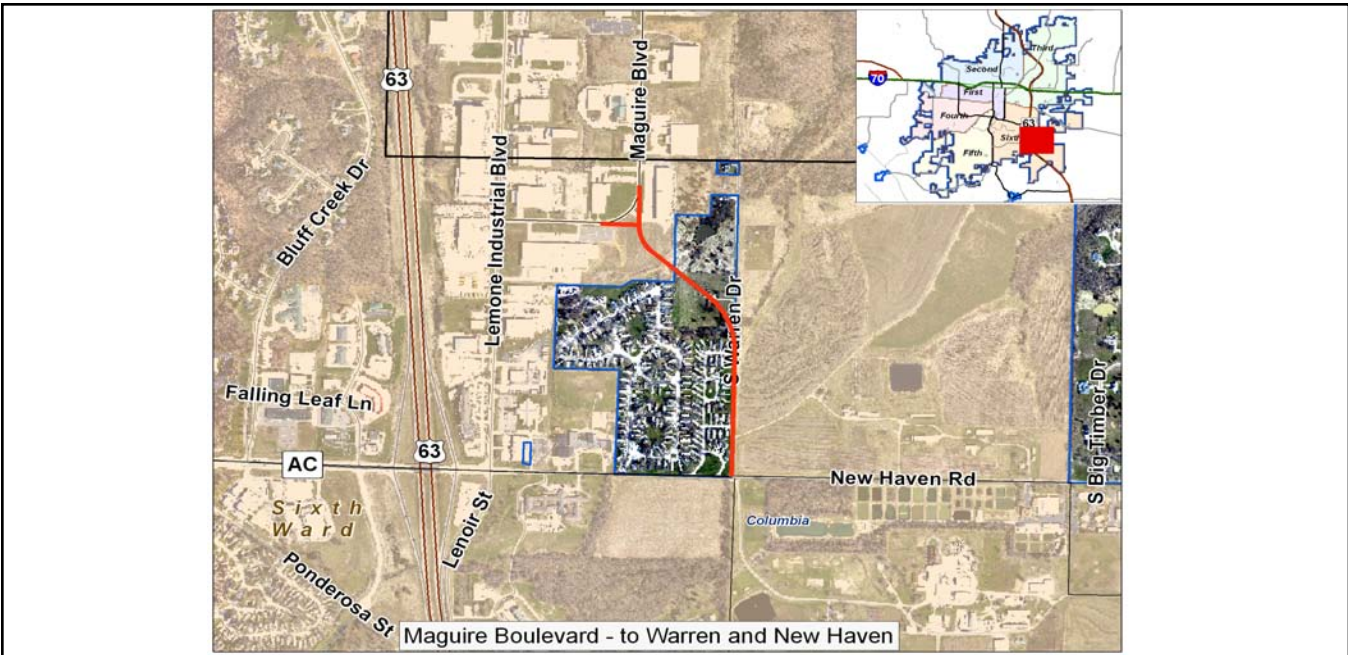 Maguire Blvd
63
Lemone Industrial Blvd
Bluff Creek Dr
S Warren Dr
Falling Leaf Ln
63
AC
New Haven Rd
S Big Timber Dr
Sixth
Ward
Lenoir St
Columbia
Ponderosa St
Maguire Boulevard - to Warren and New Haven
70
Second
Third
First
Fourth
63
Sixth
Fifth